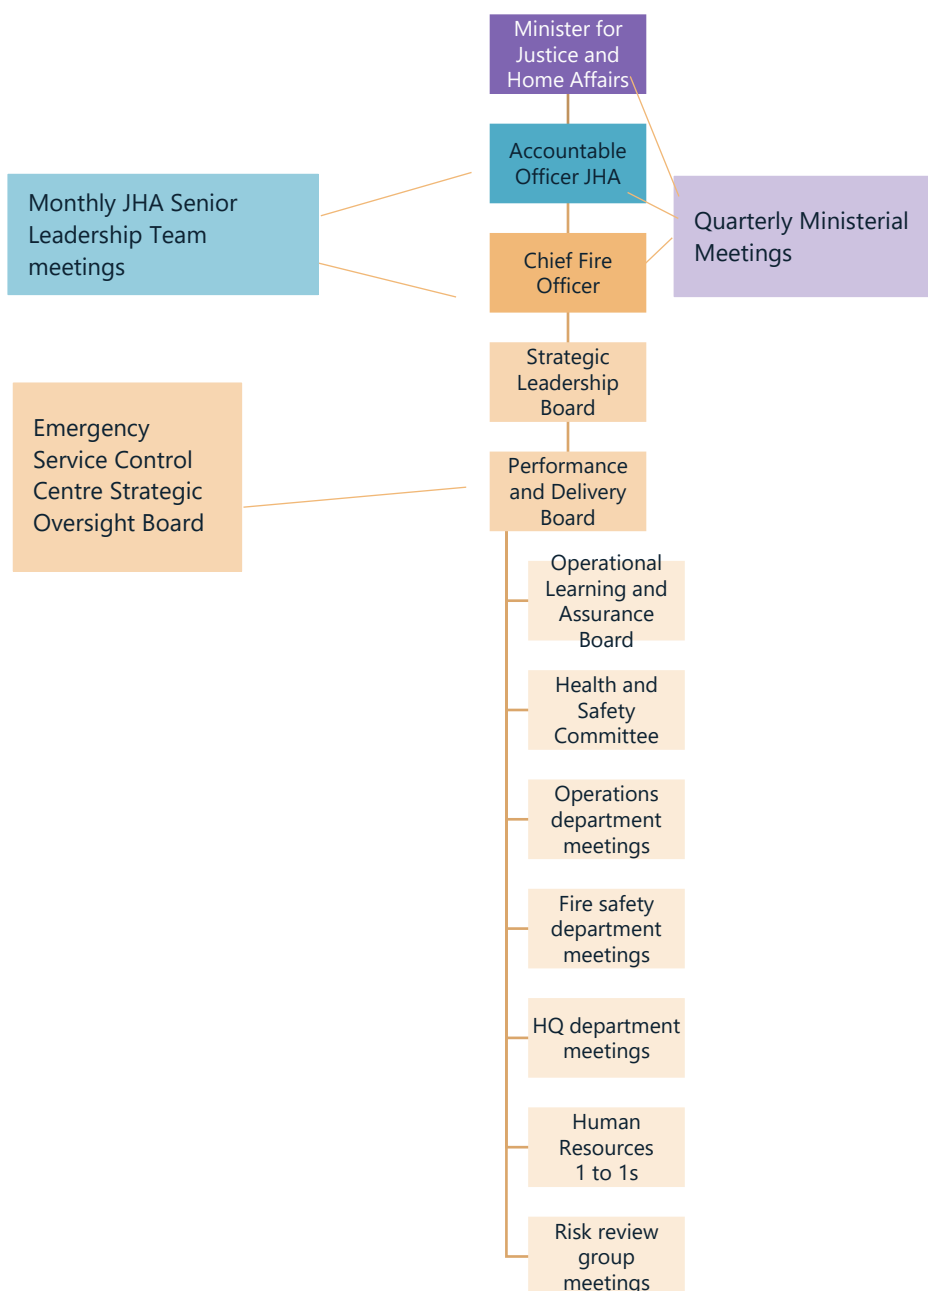 Minister for
Justice and
Home Affairs
Accountable
Officer JHA
Monthly JHA Senior
Leadership Team
meetings
Quarterly Ministerial
Meetings
Chief Fire
Officer
Strategic
Leadership
Board
Emergency
Service Control
Centre Strategic
Oversight Board
Performance
and Delivery
Board
Operational
Learning and
Assurance
Board
Health and
Safety
Committee
Operations
department
meetings
Fire safety
department
meetings
HQ department
meetings
Human
Resources
1 to 1s
Risk review
group
meetings